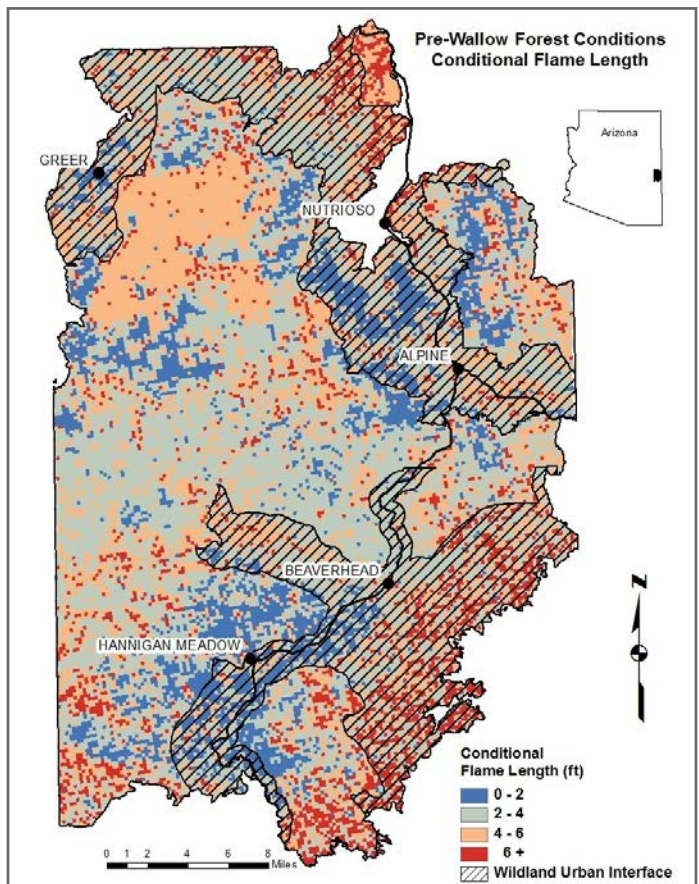 Pre-Wallow Forest Conditions
Conditional Flame Length
Arizona
GREER
NUTRIOSO
ALPINE
BEAVERHEAD
HANNIGAN MEADOW
N
Conditional
Flame Length (ft)
0 - 2
2 - 4
4 - 6
6 +
Wildland Urban Interface
0 1 2 4 6 8
Miles